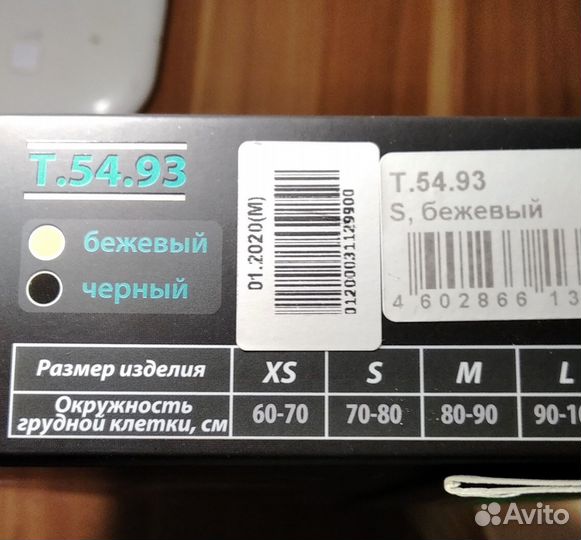 Т.54.93
бежевый
черный
01.2020(М)
01200031129900
Т.54.93
S, бежевый
4 602866 13
Размер изделия XS S M L
Окружность грудной клетки, см 60-70 70-80 80-90
Avito